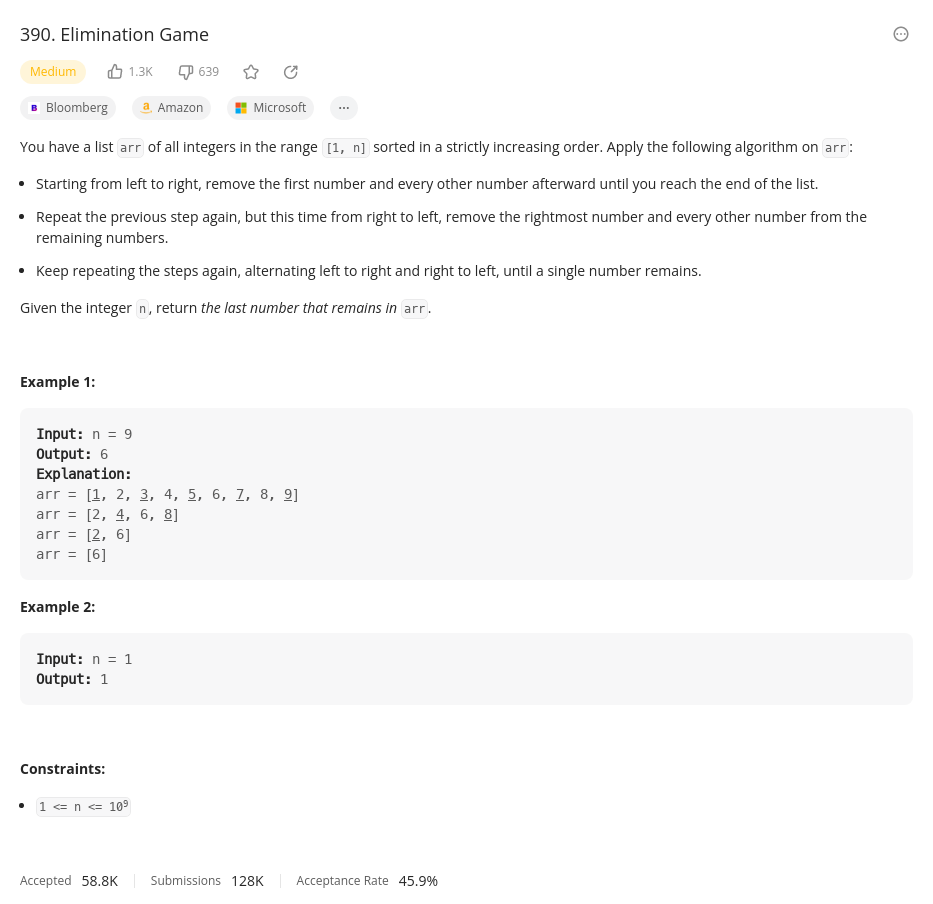 390. Elimination Game
Medium 1.3K 639
B Bloomberg a Amazon Microsoft ...
You have a list arr of all integers in the range [1, n] sorted in a strictly increasing order. Apply the following algorithm on arr:
• Starting from left to right, remove the first number and every other number afterward until you reach the end of the list.
• Repeat the previous step again, but this time from right to left, remove the rightmost number and every other number from the
remaining numbers.
• Keep repeating the steps again, alternating left to right and right to left, until a single number remains.
Given the integer n, return the last number that remains in arr.
Example 1:
Input: n = 9
Output: 6
Explanation:
arr = [1, 2, 3, 4, 5, 6, 7, 8, 9]
arr = [2, 4, 6, 8]
arr = [2, 6]
arr = [6]
Example 2:
Input: n = 1
Output: 1
Constraints:
• 1 <= n <= 10⁹
Accepted 58.8K Submissions 128K Acceptance Rate 45.9%